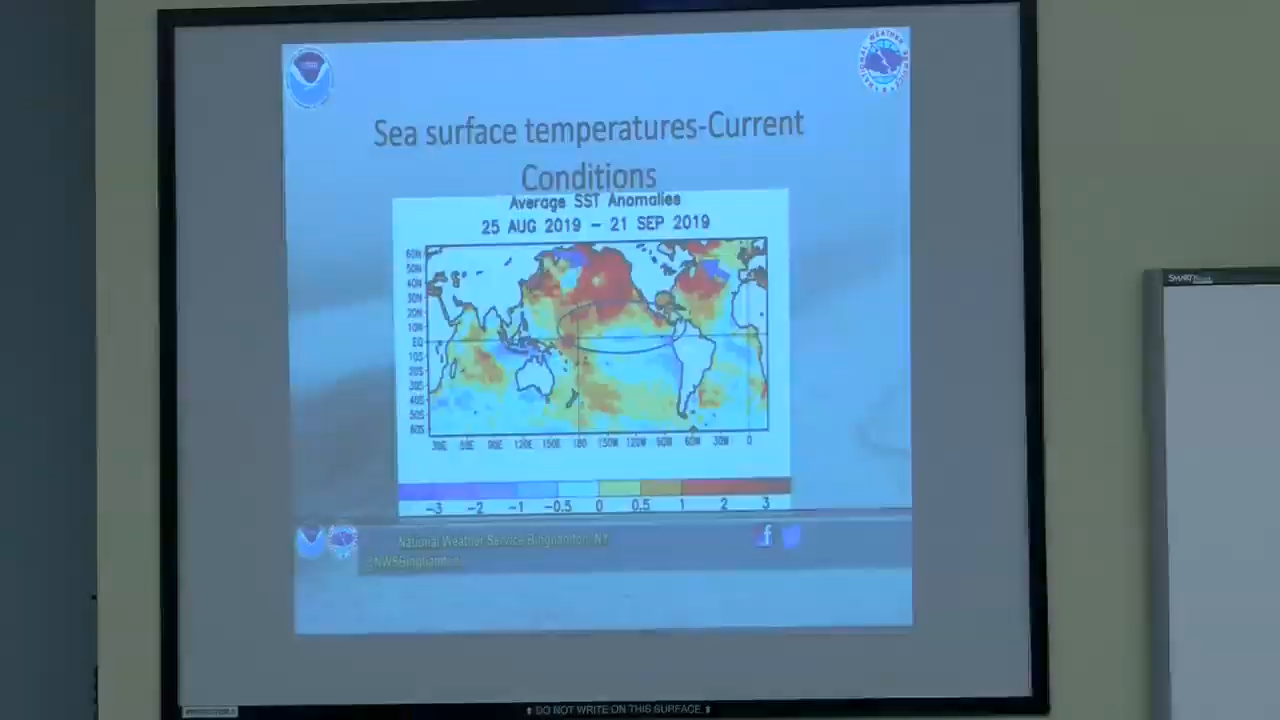 Sea surface temperatures-Current
Conditions
Average SST Anomalies
25 AUG 2019 - 21 SEP 2019
60N
50N
40N
30N
20N
10N
EQ
10S
20S
30S
40S
50S
60S
30E 60E 90E 120E 150E 180 150W 120W 90W 60W 30W 0
-3 -2 -1 -0.5 0 0.5 1 2 3
National Weather Service Binghamton, NY
@NWSBinghamton
f
SMART
DO NOT WRITE ON THIS SURFACE